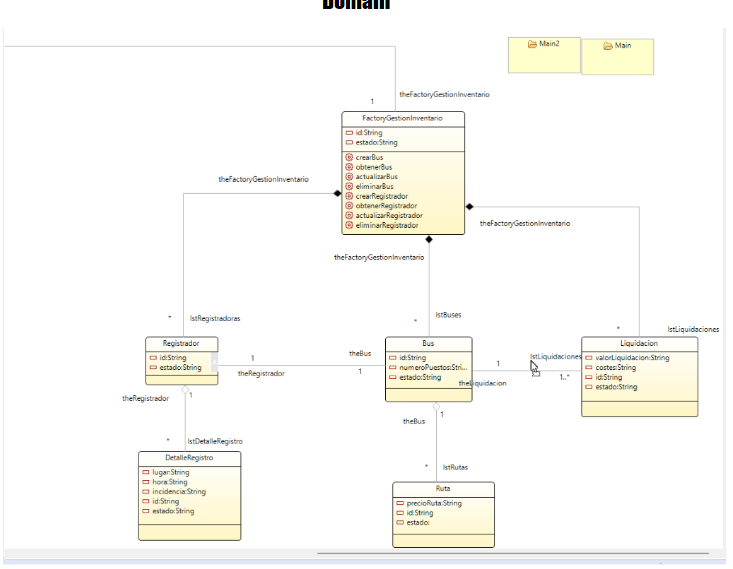 Domain
Main2
Main
theFactoryGestionInventario
1
FactoryGestionInventario
id:String
estado:String
crearBus
obtenerBus
actualizarBus
eliminarBus
crearRegistrador
obtenerRegistrador
actualizarRegistrador
eliminarRegistrador
theFactoryGestionInventario
theFactoryGestionInventario
theFactoryGestionInventario
* lstRegistradoras
* lstBuses
* lstLiquidaciones
Registrador
id:String
estado:String
1
theRegistrador
theBus
1
Bus
id:String
numeroPuestos:Stri...
estado:String
1
theLiquidacion
lstLiquidaciones
1..*
Liquidacion
valorLiquidacion:String
costes:String
id:String
estado:String
theRegistrador
1
* lstDetalleRegistro
DetalleRegistro
lugar:String
hora:String
incidencia:String
id:String
estado:String
1
theBus
* lstRutas
Ruta
precioRuta:String
id:String
estado: